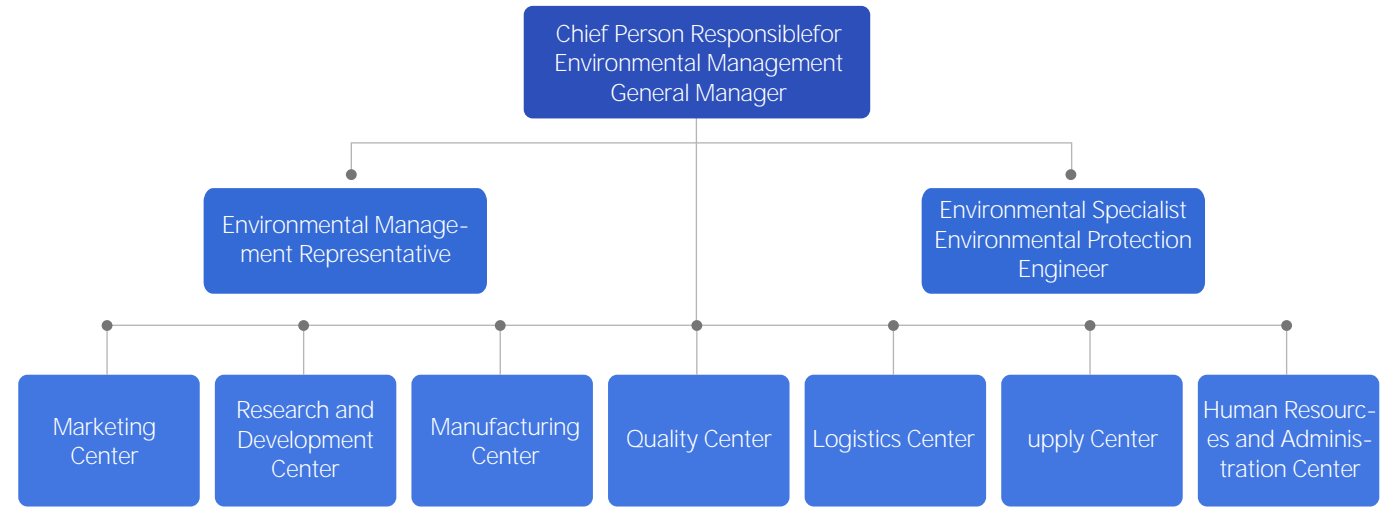 Chief Person Responsiblefor
Environmental Management
General Manager
Environmental Manage-
ment Representative
Environmental Specialist
Environmental Protection
Engineer
Marketing
Center
Research and
Development
Center
Manufacturing
Center
Quality Center
Logistics Center
upply Center
Human Resourc-
es and Adminis-
tration Center